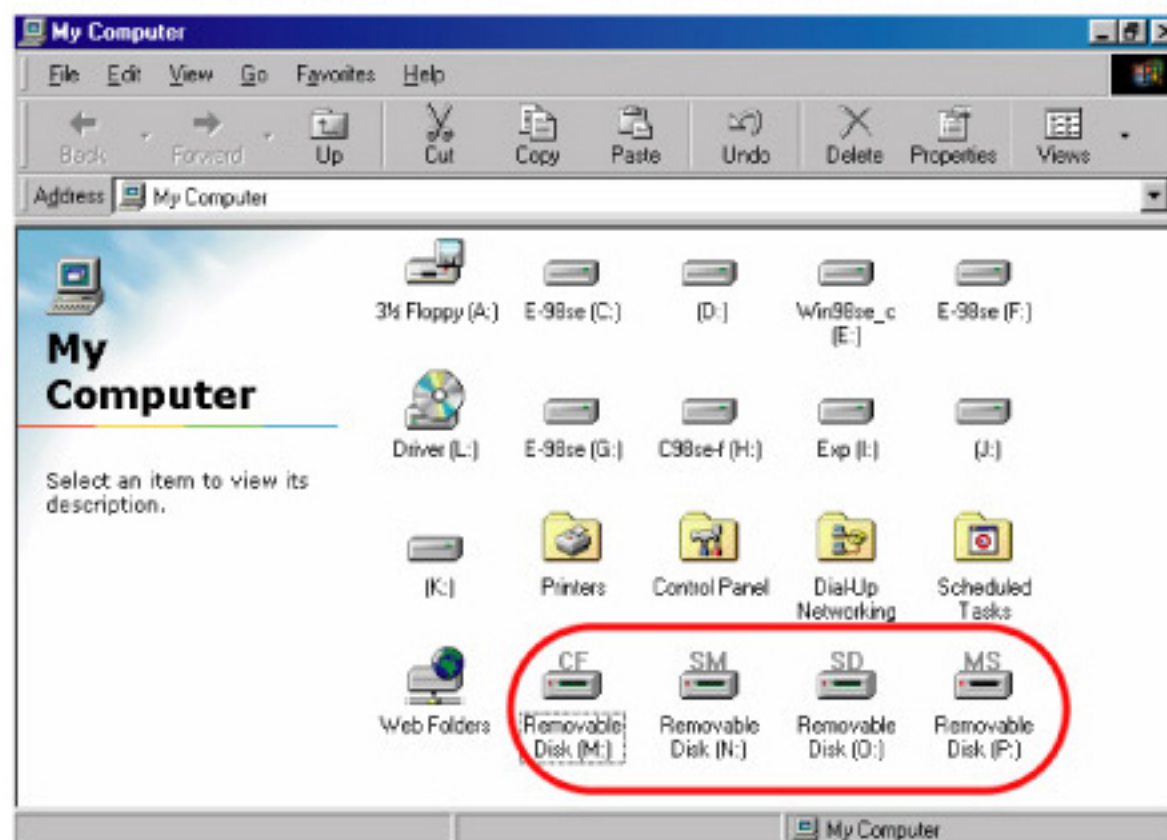 My Computer
File Edit View Go Favorites Help
Back Forward Up Cut Copy Paste Undo Delete Properties Views
Address My Computer
3½ Floppy (A:) E-98se (C:) (D:) Win98se_c E-98se (F:)
(E:)
My
Computer
Driver (L:) E-98se (G:) C98se-f (H:) Exp (I:) (J:)
Select an item to view its
description.
(K:) Printers Control Panel Dial-Up Scheduled
Networking Tasks
CF SM SD MS
Web Folders Removable Removable Removable Removable
Disk (M:) Disk (N:) Disk (O:) Disk (P:)
My Computer